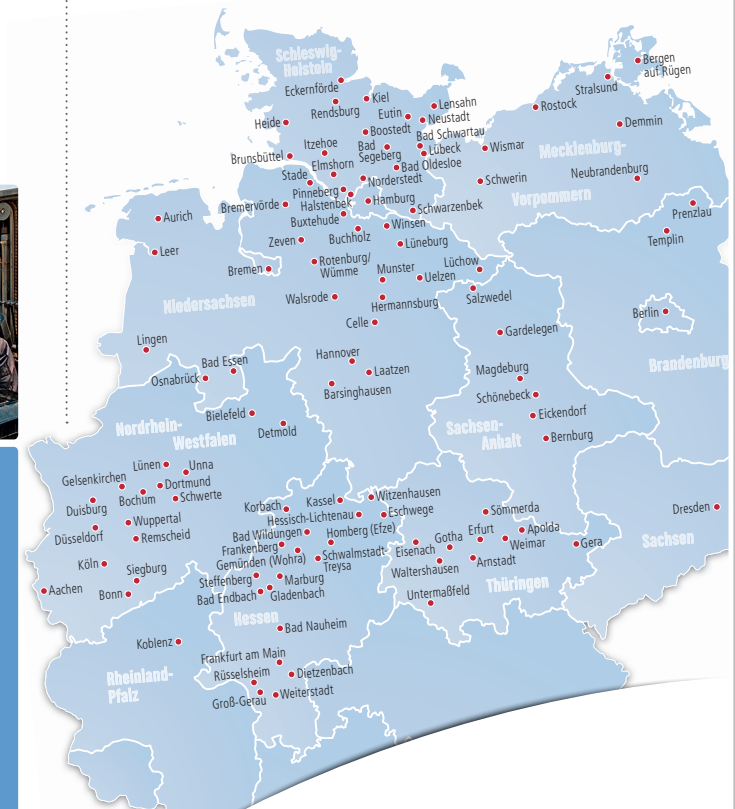 Schleswig-
Holstein
Bergen
auf Rügen
Eckernförde
Stralsund
Kiel
Rendsburg
Lensahn
Rostock
Eutin
Neustadt
Heide
Demmin
Boostedt
Bad Schwartau
Itzehoe
Bad
Segeberg
Lübeck
Wismar
Mecklenburg-
Vorpommern
Brunsbüttel
Elmshorn
Bad Oldesloe
Stade
Norderstedt
Schwerin
Neubrandenburg
Pinneberg
Halstenbek
Hamburg
Bremervörde
Schwarzenbek
Prenzlau
Aurich
Buxtehude
Winsen
Zeven
Buchholz
Lüneburg
Templin
Leer
Rotenburg/
Wümme
Lüchow
Bremen
Munster
Uelzen
Niedersachsen
Walsrode
Hermannsburg
Salzwedel
Berlin
Celle
Gardelegen
Lingen
Hannover
Bad Essen
Laatzen
Brandenburg
Magdeburg
Osnabrück
Barsinghausen
Schönebeck
Bielefeld
Eickendorf
Nordrhein-
Westfalen
Detmold
Sachsen-
Anhalt
Bernburg
Lünen
Unna
Gelsenkirchen
Dortmund
Bochum
Schwerte
Duisburg
Kassel
Witzenhausen
Korbach
Hessisch-Lichtenau
Eschwege
Sömmerda
Dresden
Wuppertal
Düsseldorf
Remscheid
Bad Wildungen
Homberg (Efze)
Gotha
Erfurt
Apolda
Frankenberg
Weimar
Gera
Sachsen
Gemünden (Wohra)
Schwalmstadt-
Treysa
Eisenach
Arnstadt
Köln
Siegburg
Waltershausen
Steffenberg
Marburg
Thüringen
Aachen
Bonn
Bad Endbach
Gladenbach
Untermaßfeld
Hessen
Bad Nauheim
Koblenz
Frankfurt am Main
Rheinland-
Pfalz
Rüsselsheim
Dietzenbach
Groß-Gerau
Weiterstadt